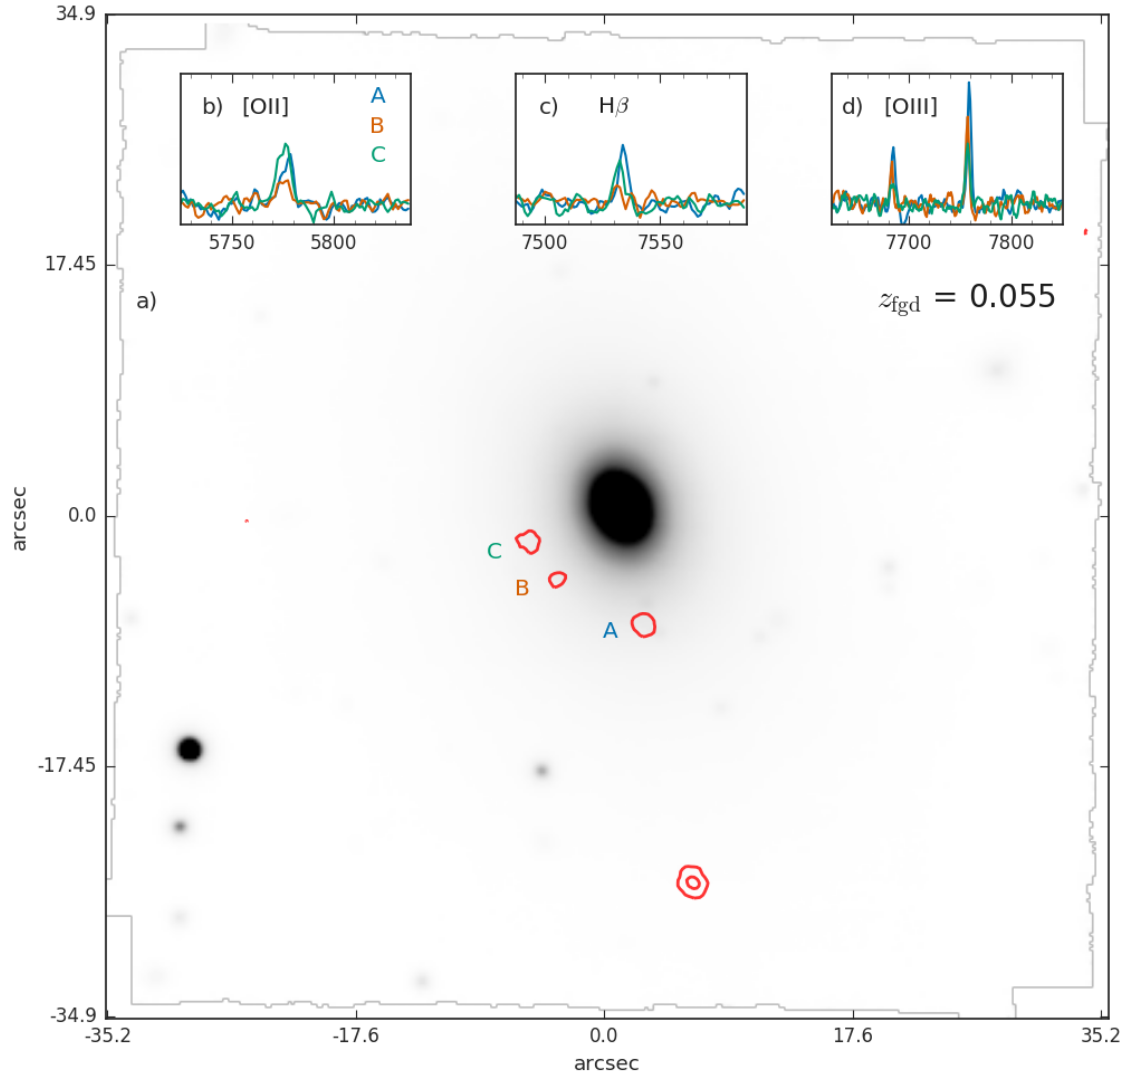 34.9
b) [OII]
A
B
C
5750 5800
c) Hβ
7500 7550
d) [OIII]
7700 7800
17.45
a)
z_fgd = 0.055
0.0
C
B
A
-17.45
-34.9
-35.2 -17.6 0.0 17.6 35.2
arcsec
arcsec